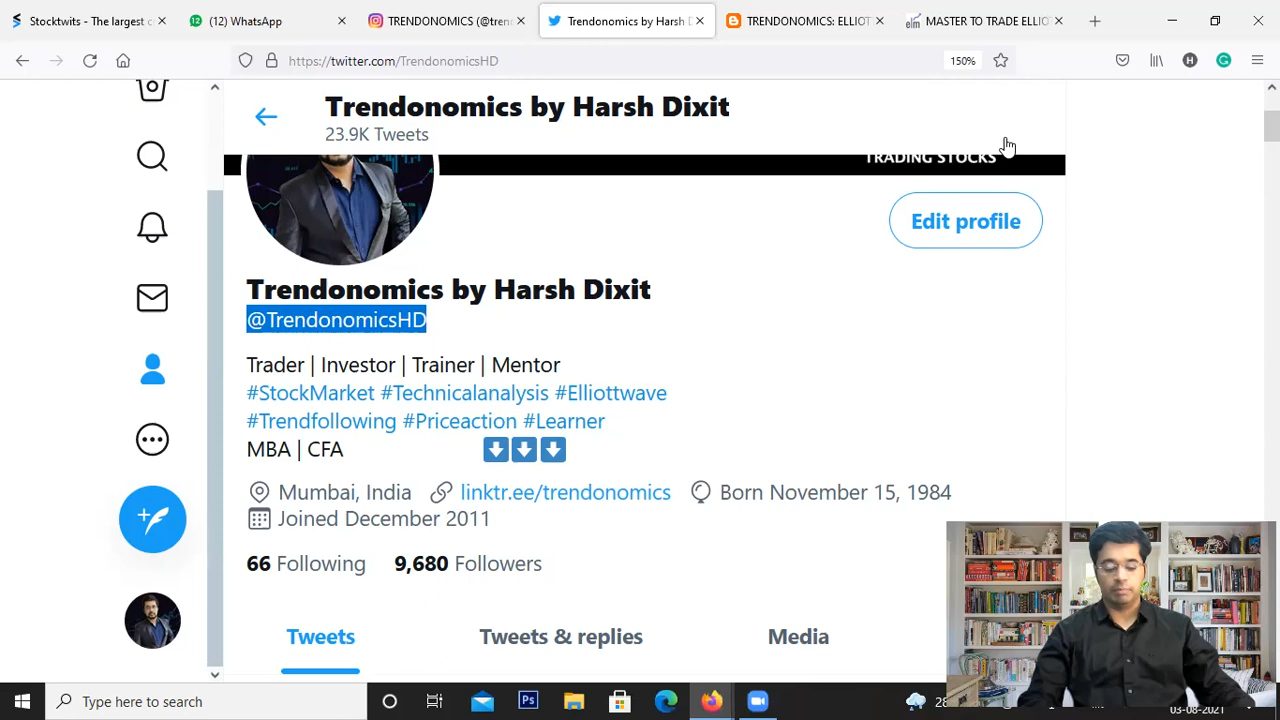 Stocktwits - The largest c
(12) WhatsApp
TRENDONOMICS (@tren
Trendonomics by Harsh D
TRENDONOMICS: ELLIOT
elm
MASTER TO TRADE ELLIO
https://twitter.com/TrendonomicsHD
150%
H
G
Trendonomics by Harsh Dixit
23.9K Tweets
TRADING STOCKS
Edit profile
Trendonomics by Harsh Dixit
@TrendonomicsHD
Trader | Investor | Trainer | Mentor
#StockMarket #Technicalanalysis #Elliottwave
#Trendfollowing #Priceaction #Learner
MBA | CFA
Mumbai, India linktr.ee/trendonomics Born November 15, 1984
Joined December 2011
66 Following 9,680 Followers
Tweets
Tweets & replies
Media
Type here to search
Ps
28
03-08-2021